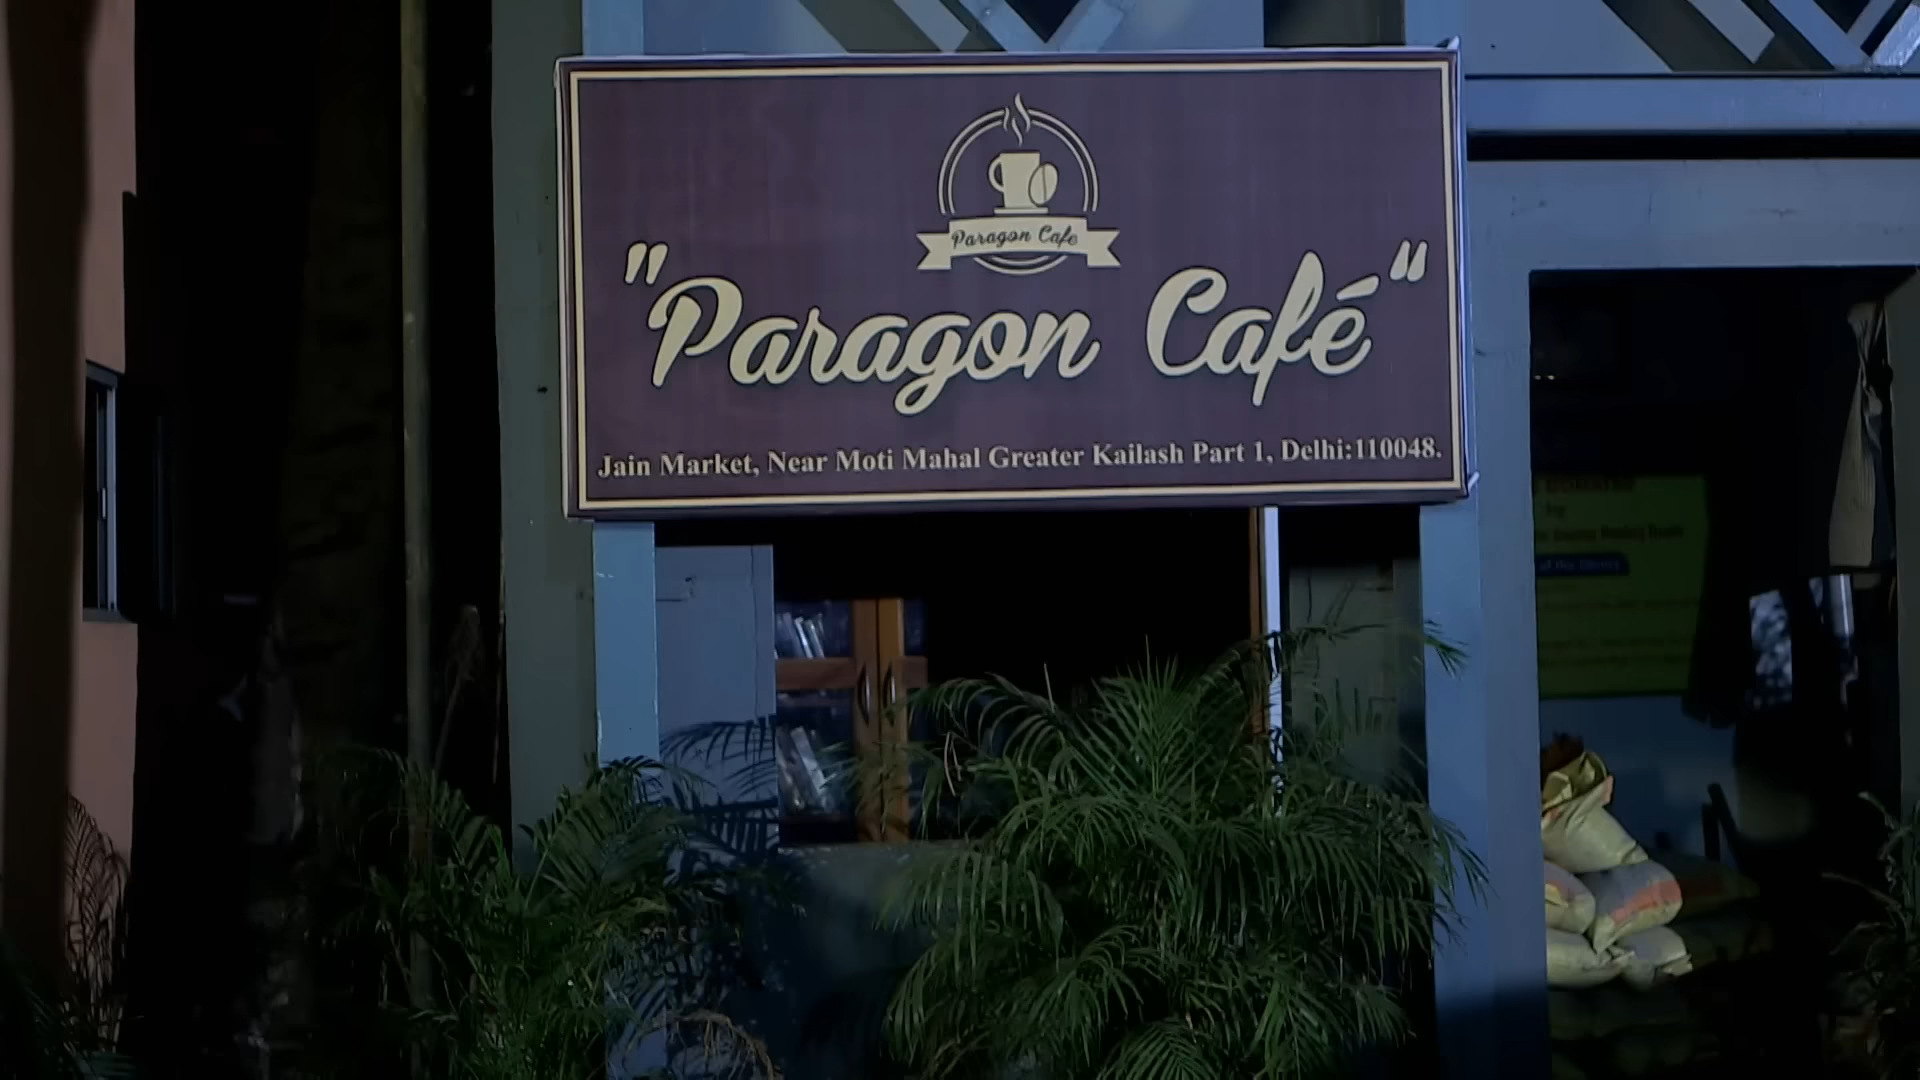 Paragon Cafe
"Paragon Café"
Jain Market, Near Moti Mahal Greater Kailash Part 1, Delhi:110048.